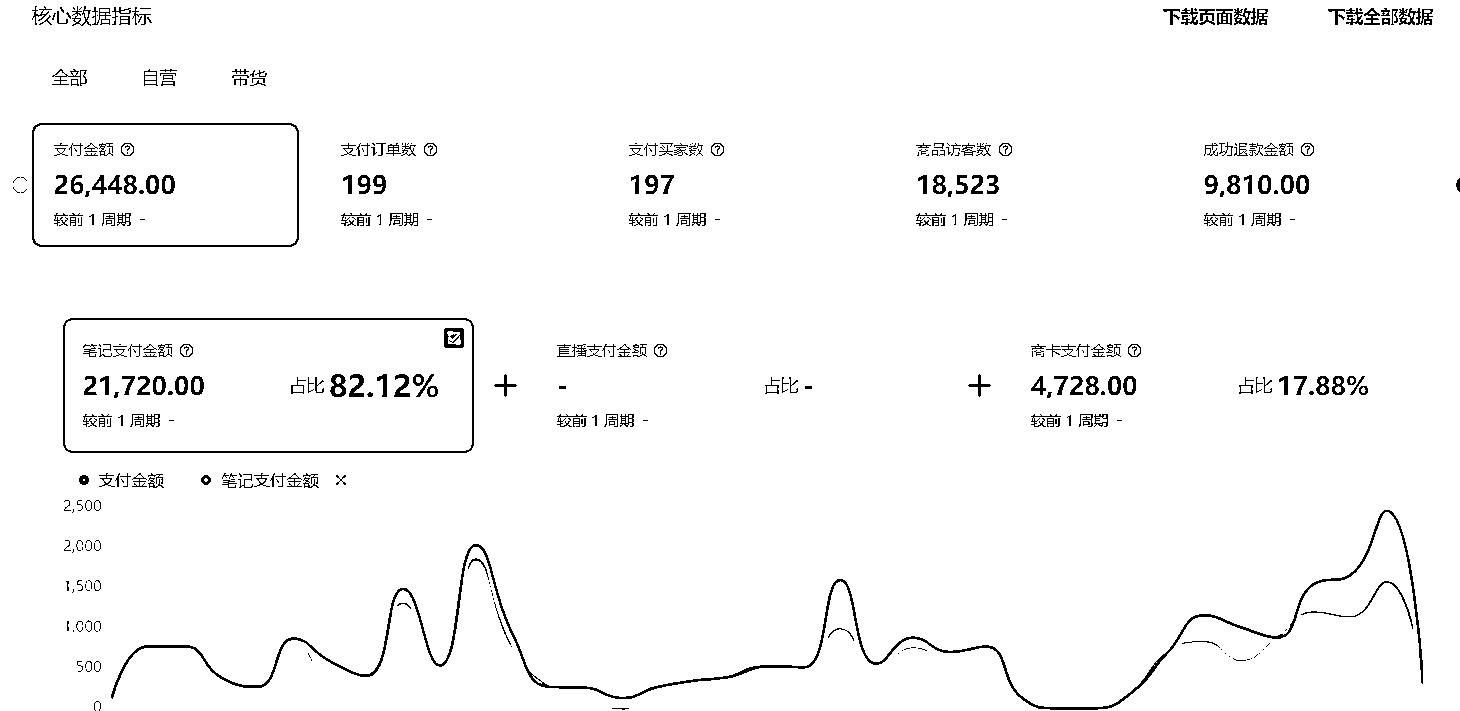 核心数据指标 下载页面数据 下载全部数据
全部 自营 带货
支付金额 支付订单数 支付买家数 商品访客数 成功退款金额
26,448.00 199 197 18,523 9,810.00
较前 1 周期 - 较前 1 周期 - 较前 1 周期 - 较前 1 周期 - 较前 1 周期 -
笔记支付金额 直播支付金额 商卡支付金额
21,720.00 占比 82.12% + - 占比 - + 4,728.00 占比 17.88%
较前 1 周期 - 较前 1 周期 - 较前 1 周期 -
支付金额 笔记支付金额
2,500
2,000
1,500
1,000
500
0